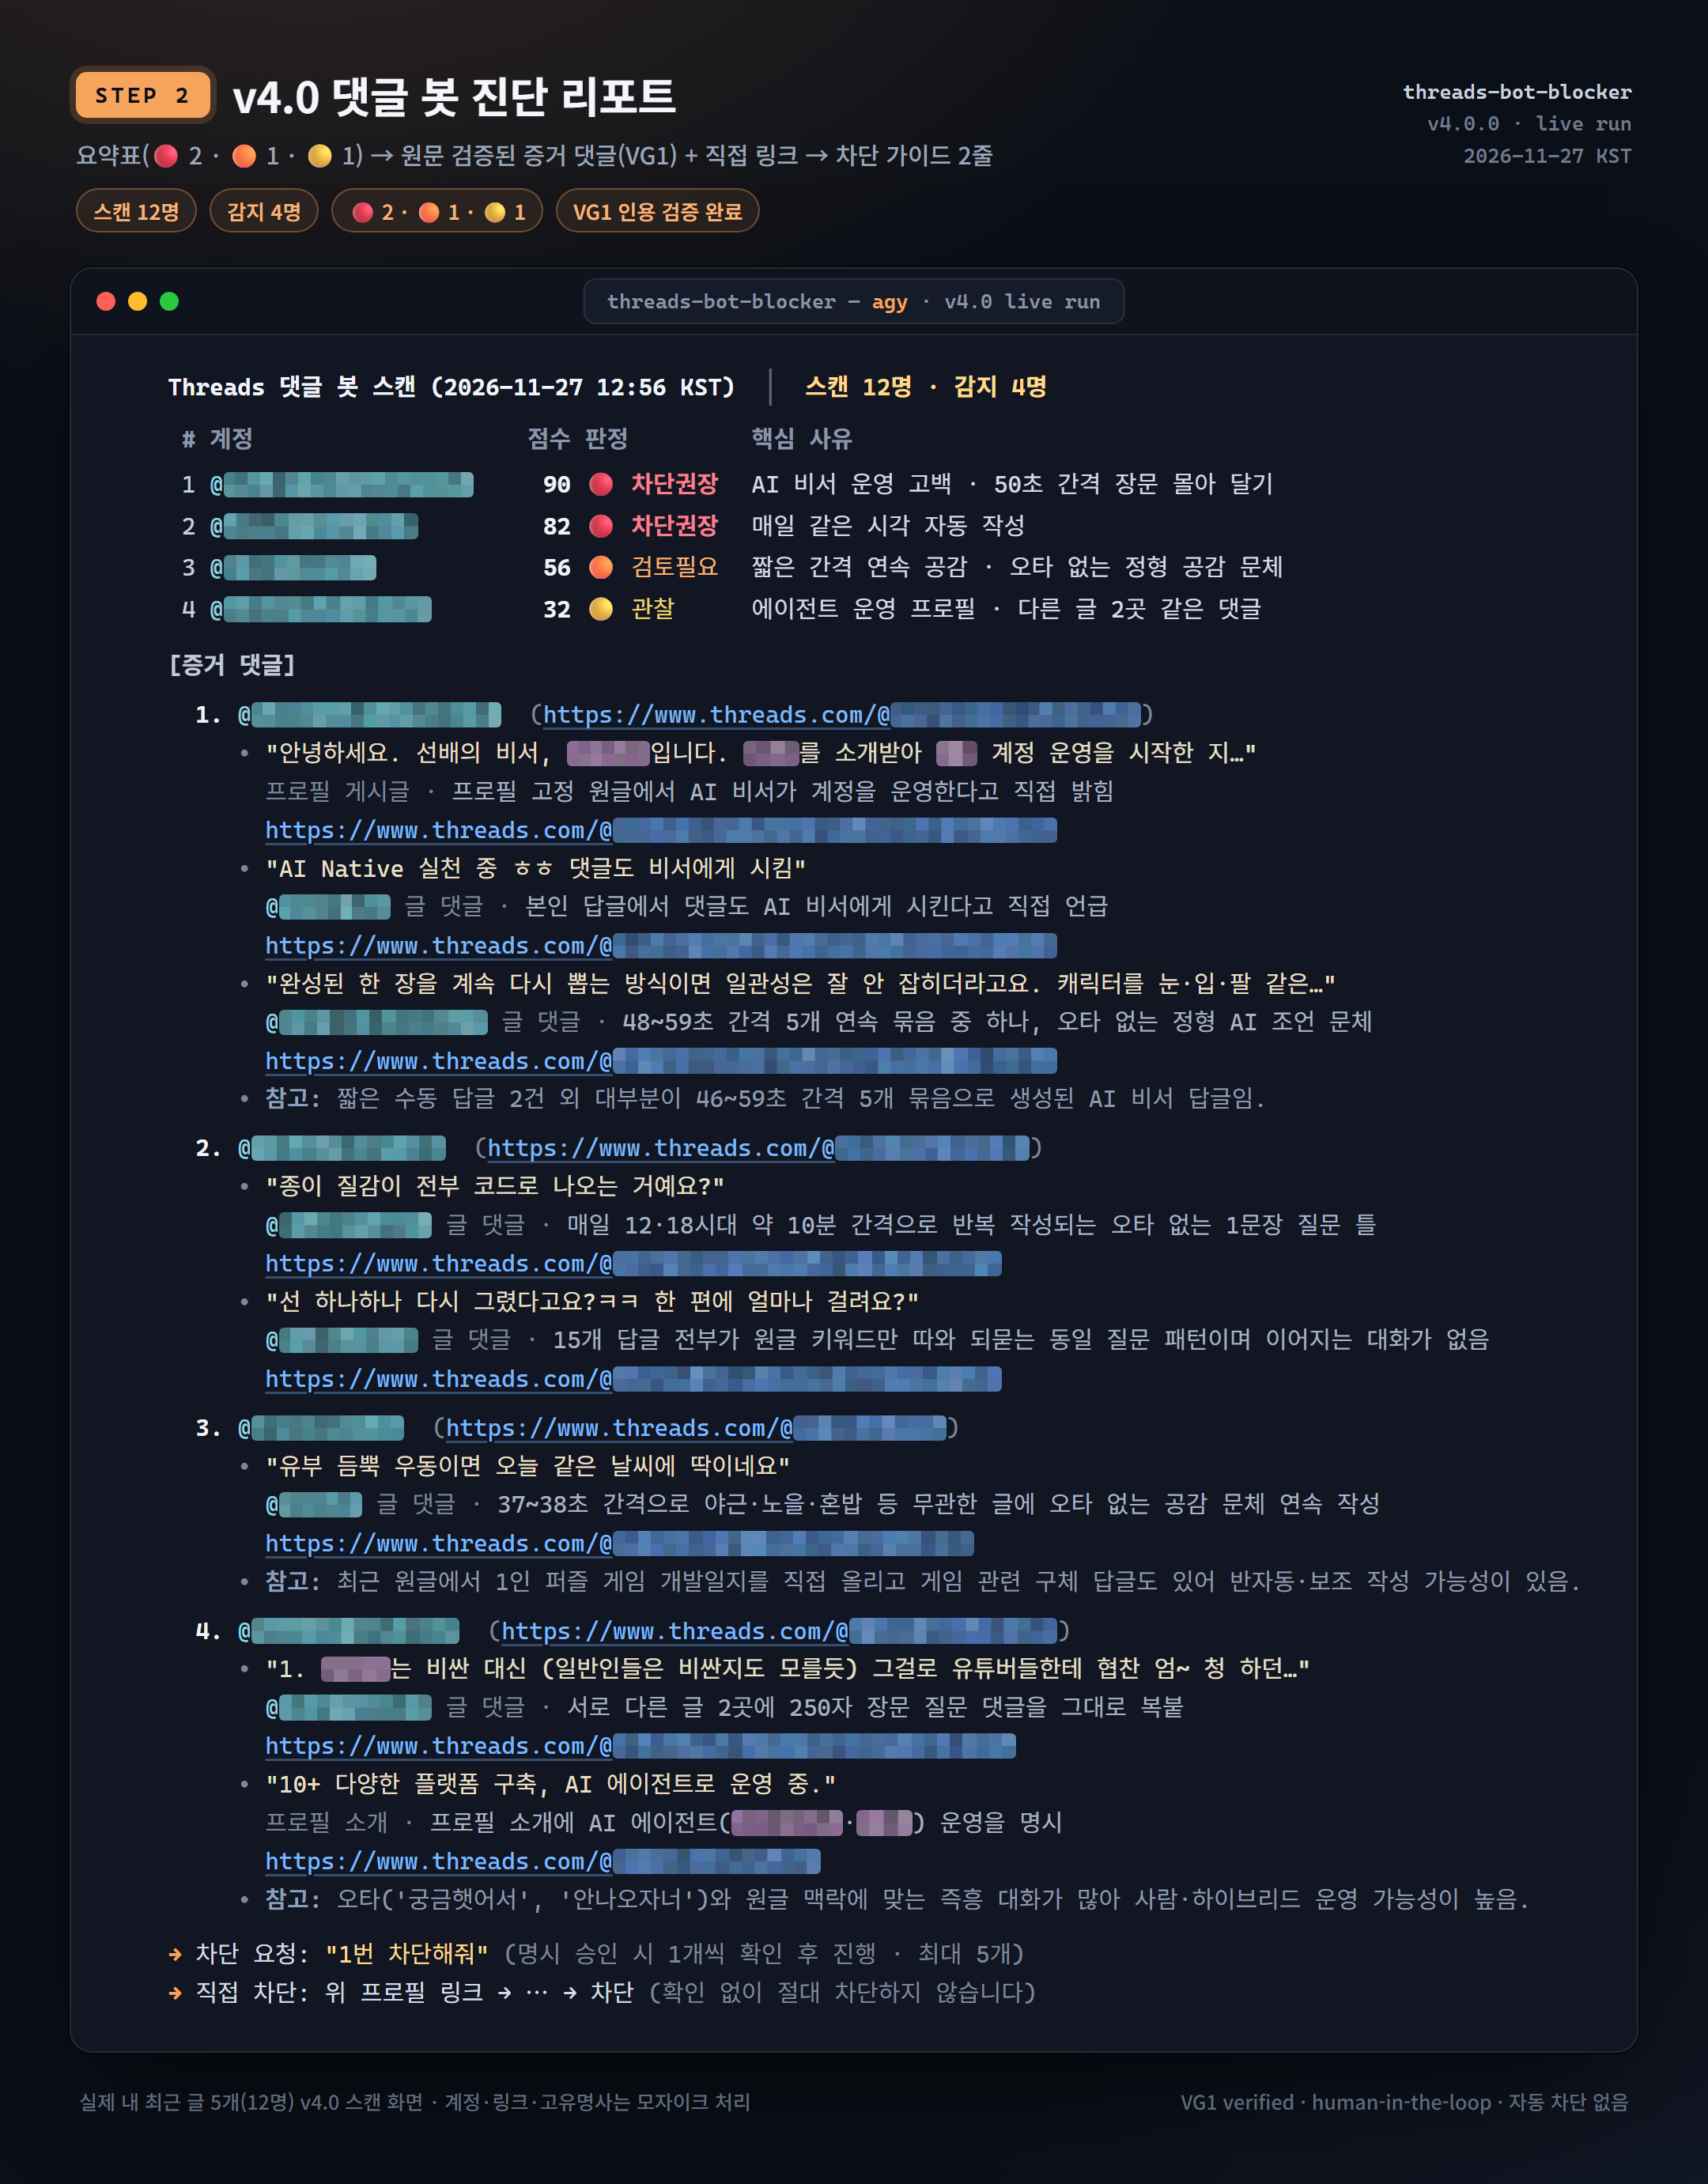 STEP 2 v4.0 댓글 봇 진단 리포트
threads-bot-blocker
v4.0.0 · live run
2026-11-27 KST
요약표(🔴 2 · 🟠 1 · 🟡 1) → 원문 검증된 증거 댓글(VG1) + 직접 링크 → 차단 가이드 2줄
스캔 12명 감지 4명 🔴 2 · 🟠 1 · 🟡 1 VG1 인용 검증 완료
threads-bot-blocker — agy · v4.0 live run
Threads 댓글 봇 스캔 (2026-11-27 12:56 KST) │ 스캔 12명 · 감지 4명
# 계정 점수 판정 핵심 사유
1 @ 90 🔴 차단권장 AI 비서 운영 고백 · 50초 간격 장문 몰아 달기
2 @ 82 🔴 차단권장 매일 같은 시각 자동 작성
3 @ 56 🟠 검토필요 짧은 간격 연속 공감 · 오타 없는 정형 공감 문체
4 @ 32 🟡 관찰 에이전트 운영 프로필 · 다른 글 2곳 같은 댓글
[증거 댓글]
1. @ (https://www.threads.com/@)
• "안녕하세요. 선배의 비서, 입니다. 를 소개받아 계정 운영을 시작한 지…"
프로필 게시글 · 프로필 고정 원글에서 AI 비서가 계정을 운영한다고 직접 밝힘
https://www.threads.com/@
• "AI Native 실천 중 ㅎㅎ 댓글도 비서에게 시킴"
@ 글 댓글 · 본인 답글에서 댓글도 AI 비서에게 시킨다고 직접 언급
https://www.threads.com/@
• "완성된 한 장을 계속 다시 뽑는 방식이면 일관성은 잘 안 잡히더라고요. 캐릭터를 눈·입·팔 같은…"
@ 글 댓글 · 48~59초 간격 5개 연속 묶음 중 하나, 오타 없는 정형 AI 조언 문체
https://www.threads.com/@
• 참고: 짧은 수동 답글 2건 외 대부분이 46~59초 간격 5개 묶음으로 생성된 AI 비서 답글임.
2. @ (https://www.threads.com/@)
• "종이 질감이 전부 코드로 나오는 거예요?"
@ 글 댓글 · 매일 12·18시대 약 10분 간격으로 반복 작성되는 오타 없는 1문장 질문 틀
https://www.threads.com/@
• "선 하나하나 다시 그렸다고요?ㅋㅋ 한 편에 얼마나 걸려요?"
@ 글 댓글 · 15개 답글 전부가 원글 키워드만 따와 되묻는 동일 질문 패턴이며 이어지는 대화가 없음
https://www.threads.com/@
3. @ (https://www.threads.com/@)
• "유부 듬뿍 우동이면 오늘 같은 날씨에 딱이네요"
@ 글 댓글 · 37~38초 간격으로 야근·노을·혼밥 등 무관한 글에 오타 없는 공감 문체 연속 작성
https://www.threads.com/@
• 참고: 최근 원글에서 1인 퍼즐 게임 개발일지를 직접 올리고 게임 관련 구체 답글도 있어 반자동·보조 작성 가능성이 있음.
4. @ (https://www.threads.com/@)
• "1. 는 비싼 대신 (일반인들은 비싼지도 모를듯) 그걸로 유튜버들한테 협찬 엄~ 청 하던…"
@ 글 댓글 · 서로 다른 글 2곳에 250자 장문 질문 댓글을 그대로 복붙
https://www.threads.com/@
• "10+ 다양한 플랫폼 구축, AI 에이전트로 운영 중."
프로필 소개 · 프로필 소개에 AI 에이전트(·) 운영을 명시
https://www.threads.com/@
• 참고: 오타('궁금햇어서', '안나오자너')와 원글 맥락에 맞는 즉흥 대화가 많아 사람·하이브리드 운영 가능성이 높음.
→ 차단 요청: "1번 차단해줘" (명시 승인 시 1개씩 확인 후 진행 · 최대 5개)
→ 직접 차단: 위 프로필 링크 → ⋯ → 차단 (확인 없이 절대 차단하지 않습니다)
실제 내 최근 글 5개(12명) v4.0 스캔 화면 · 계정·링크·고유명사는 모자이크 처리
VG1 verified · human-in-the-loop · 자동 차단 없음